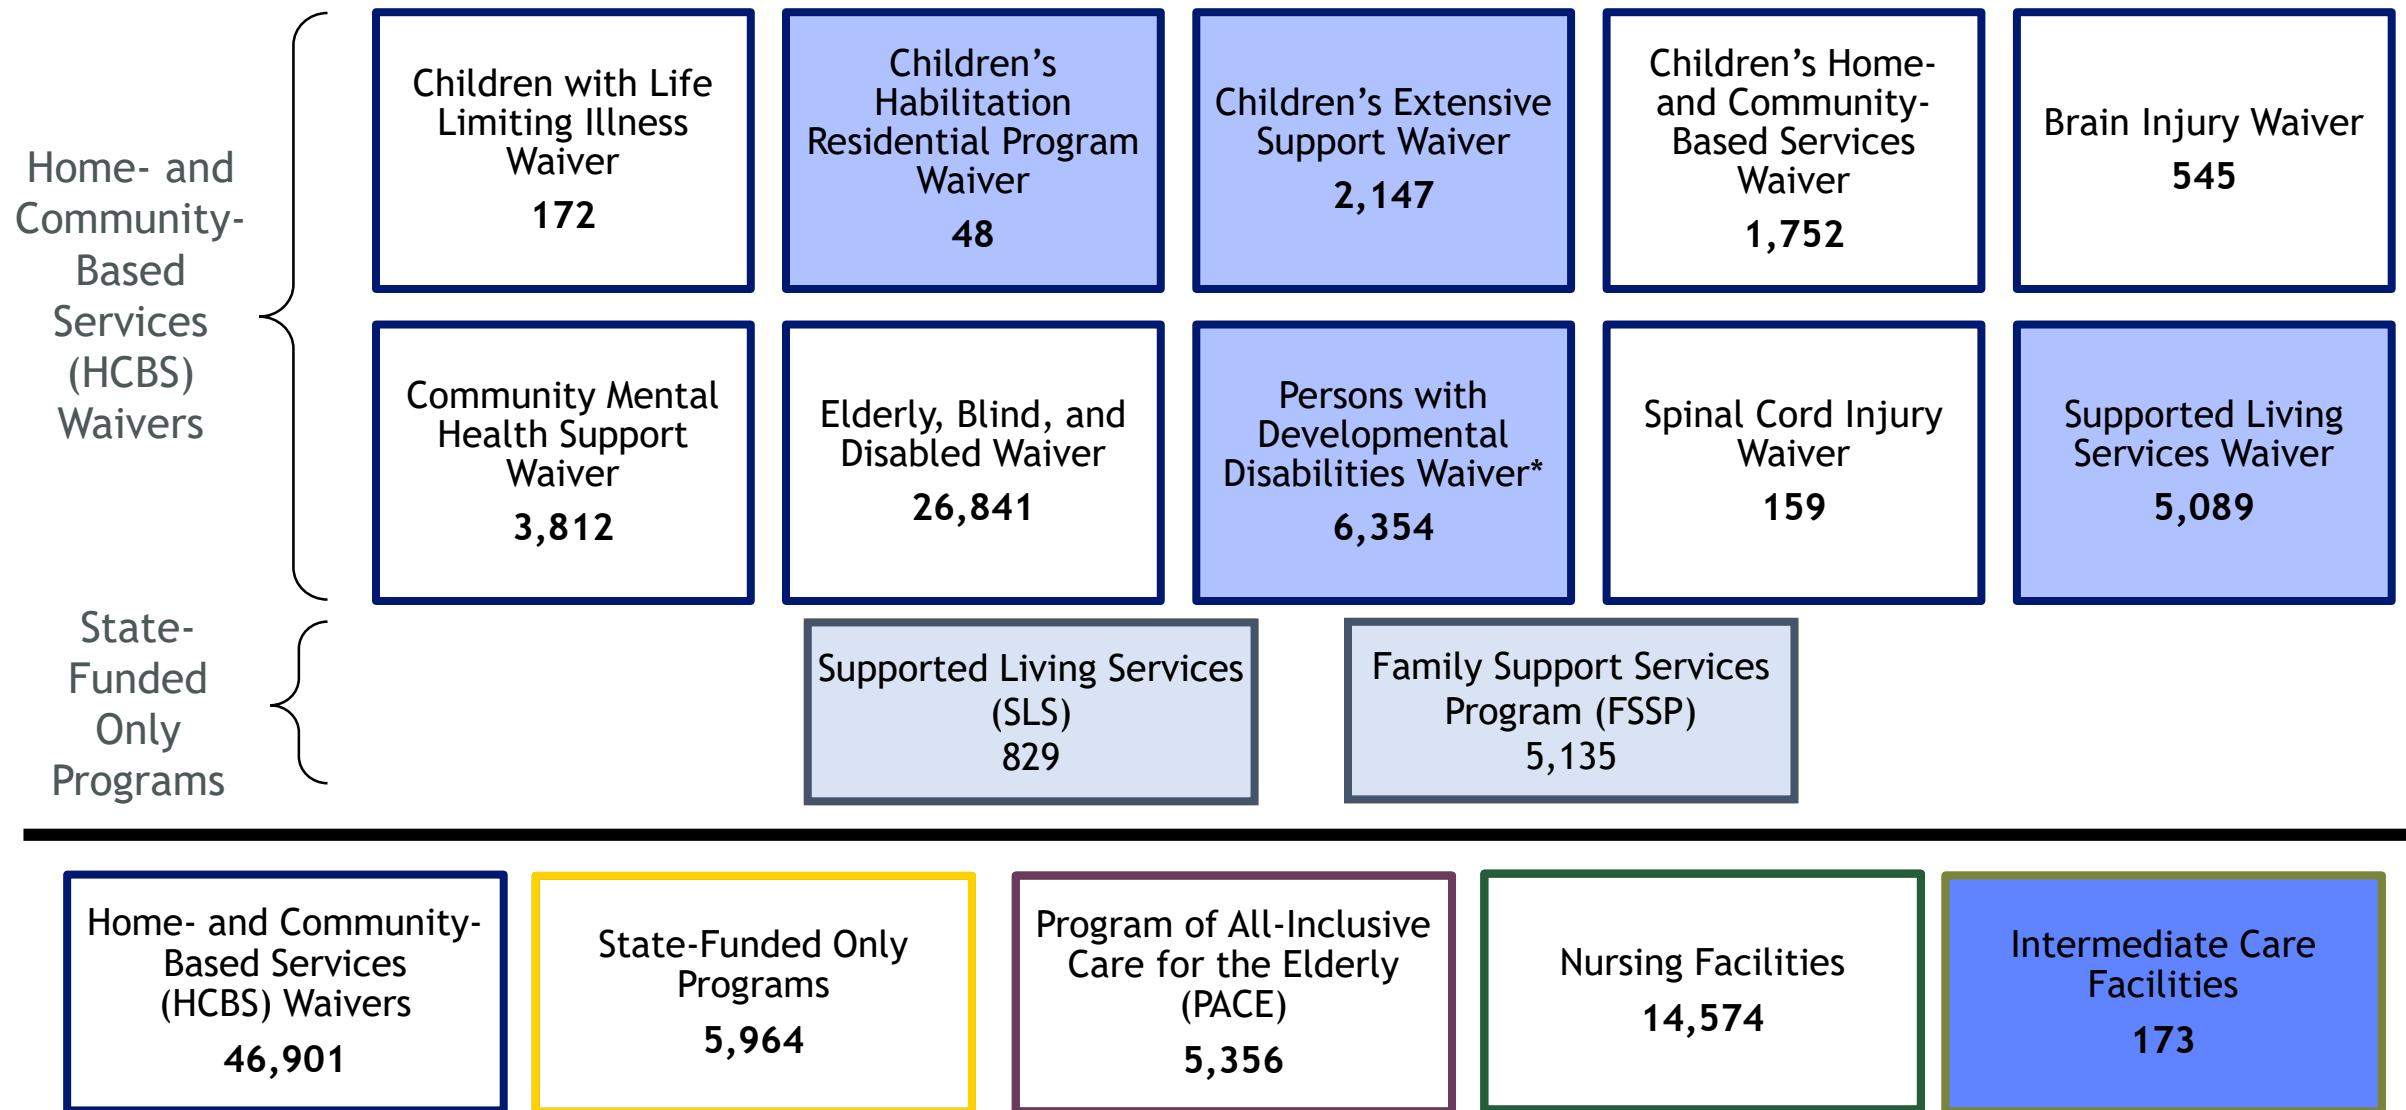 Home- and
Community-
Based
Services
(HCBS)
Waivers
Children with Life
Limiting Illness
Waiver
172
Children’s
Habilitation
Residential Program
Waiver
48
Children’s Extensive
Support Waiver
2,147
Children’s Home-
and Community-
Based Services
Waiver
1,752
Brain Injury Waiver
545
Community Mental
Health Support
Waiver
3,812
Elderly, Blind, and
Disabled Waiver
26,841
Persons with
Developmental
Disabilities Waiver*
6,354
Spinal Cord Injury
Waiver
159
Supported Living
Services Waiver
5,089
State-
Funded
Only
Programs
Supported Living Services
(SLS)
829
Family Support Services
Program (FSSP)
5,135
Home- and Community-
Based Services
(HCBS) Waivers
46,901
State-Funded Only
Programs
5,964
Program of All-Inclusive
Care for the Elderly
(PACE)
5,356
Nursing Facilities
14,574
Intermediate Care
Facilities
173